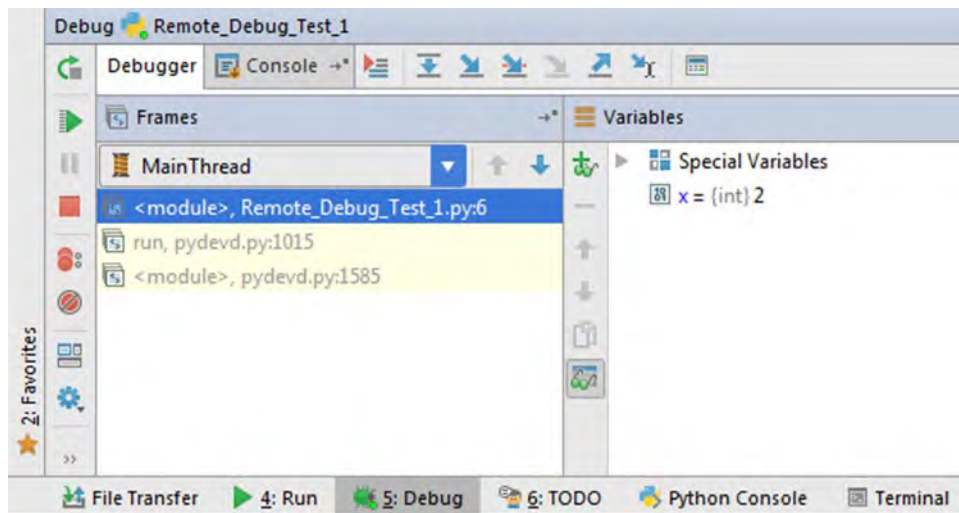 Debug Remote_Debug_Test_1
Debugger Console
Frames
Variables
MainThread
Special Variables
<module>, Remote_Debug_Test_1.py:6
x = {int} 2
run, pydevd.py:1015
<module>, pydevd.py:1585
2: Favorites
File Transfer 4: Run 5: Debug 6: TODO Python Console Terminal